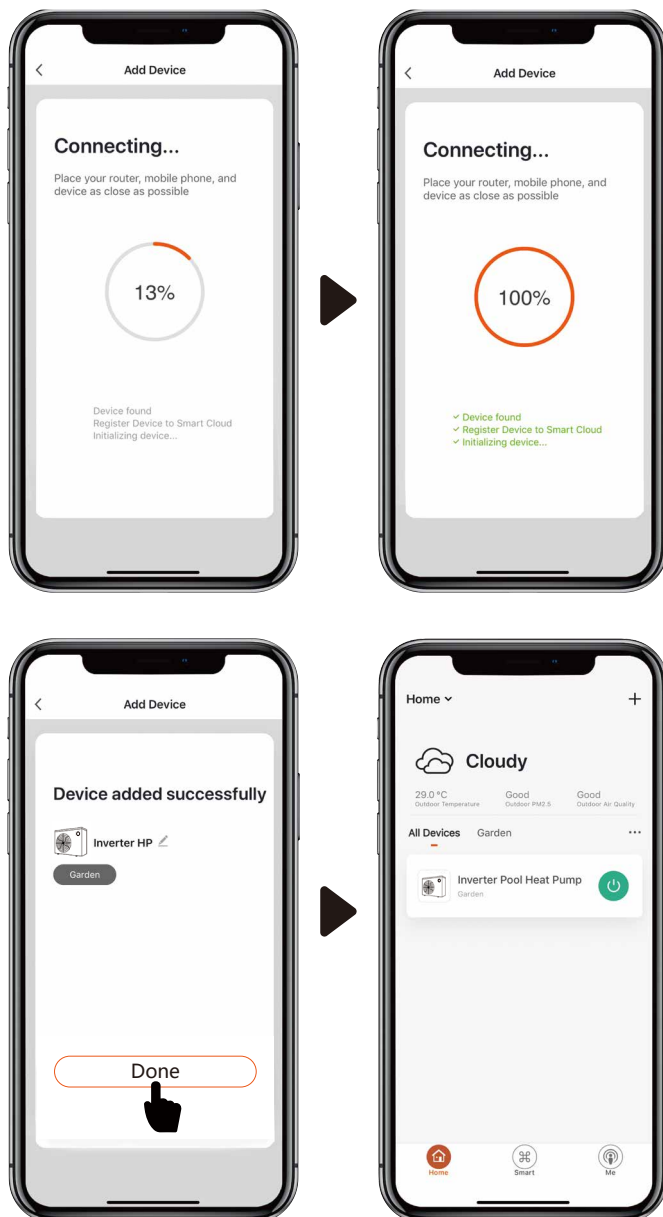 Add Device
Connecting...
Place your router, mobile phone, and
device as close as possible
13%
Device found
Register Device to Smart Cloud
Initializing device...
Add Device
Connecting...
Place your router, mobile phone, and
device as close as possible
100%
Device found
Register Device to Smart Cloud
Initializing device...
Add Device
Device added successfully
Inverter HP
Garden
Done
Home
Cloudy
29.0 °C Good Good
Outdoor Temperature Outdoor PM2.5 Outdoor Air Quality
All Devices Garden
Inverter Pool Heat Pump
Garden
Home Smart Me